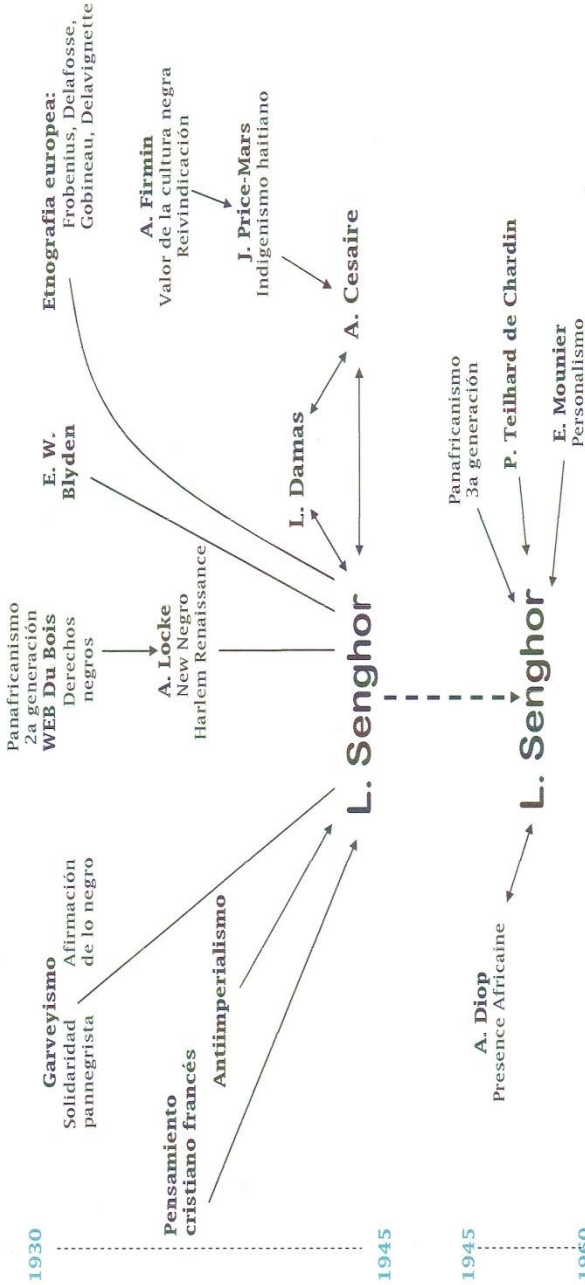 1930
Garveyismo
Solidaridad
pannegrista
Afirmación
de lo negro
Pensamiento
cristiano francés
Antiimperialismo
Panafricanismo
2a generación
WEB Du Bois
Derechos
negros
A. Locke
New Negro
Harlem Renaissance
E. W.
Blyden
Etnografia europea:
Frobenius, Delafosse,
Gobineau, Delavignette
A. Firmin
Valor de la cultura negra
Reivindicación
J. Price-Mars
Indigenismo haitiano
L. Damas
A. Cesaire
L. Senghor
1945
1945
A. Diop
Presence Africaine
L. Senghor
Panafricanismo
3a generación
P. Teilhard de Chardin
E. Mounier
Personalismo
1960